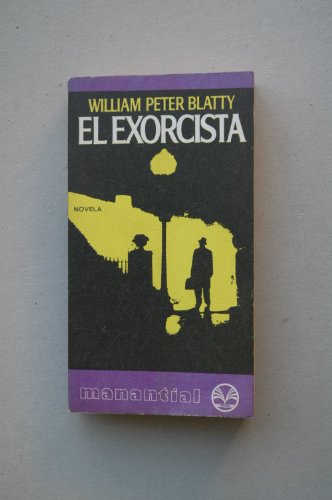 WILLIAM PETER BLATTY
EL EXORCISTA
NOVELA
manantial